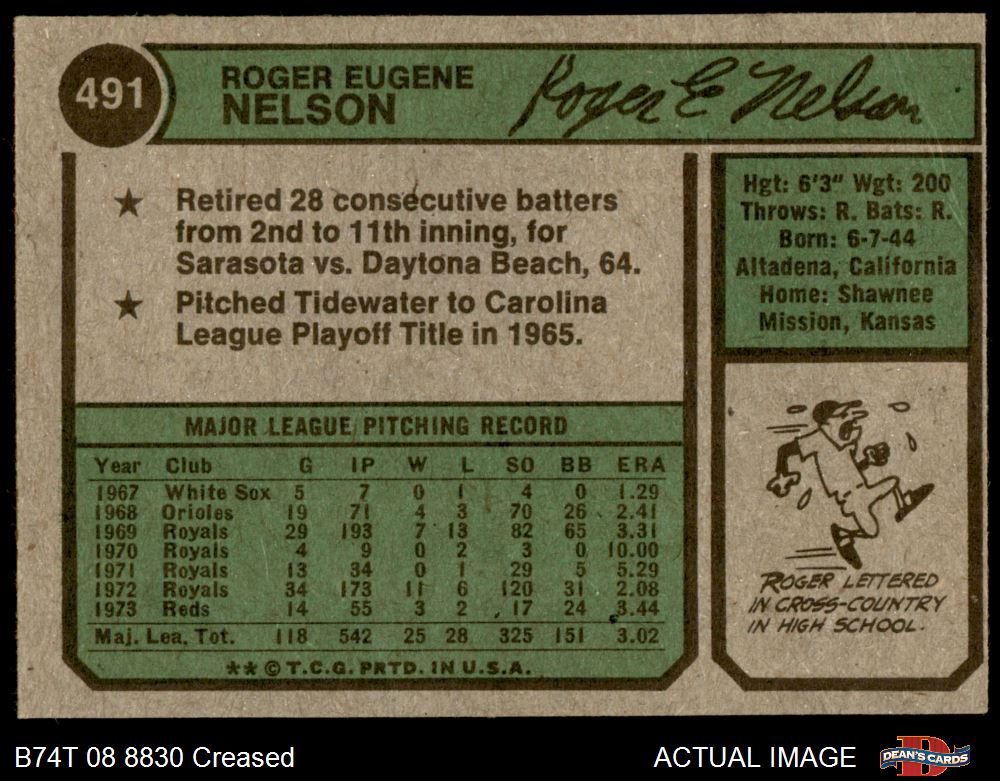 491
ROGER EUGENE
NELSON
Roger E Nelson
★ Retired 28 consecutive batters
from 2nd to 11th inning, for
Sarasota vs. Daytona Beach, 64.
★ Pitched Tidewater to Carolina
League Playoff Title in 1965.
Hgt: 6'3" Wgt: 200
Throws: R. Bats: R.
Born: 6-7-44
Altadena, California
Home: Shawnee
Mission, Kansas
MAJOR LEAGUE PITCHING RECORD
Year Club G IP W L SO BB ERA
1967 White Sox 5 7 0 1 4 0 1.29
1968 Orioles 19 71 4 3 70 26 2.41
1969 Royals 29 193 7 13 82 65 3.31
1970 Royals 4 9 0 2 3 0 10.00
1971 Royals 13 34 0 1 29 5 5.29
1972 Royals 34 173 11 6 120 31 2.08
1973 Reds 14 55 3 2 17 24 3.44
Maj. Lea. Tot. 118 542 25 28 325 151 3.02
** © T.C.G. PRTD. IN U.S.A.
ROGER LETTERED
IN CROSS-COUNTRY
IN HIGH SCHOOL.
B74T 08 8830 Creased
ACTUAL IMAGE
D
DEAN'S CARDS